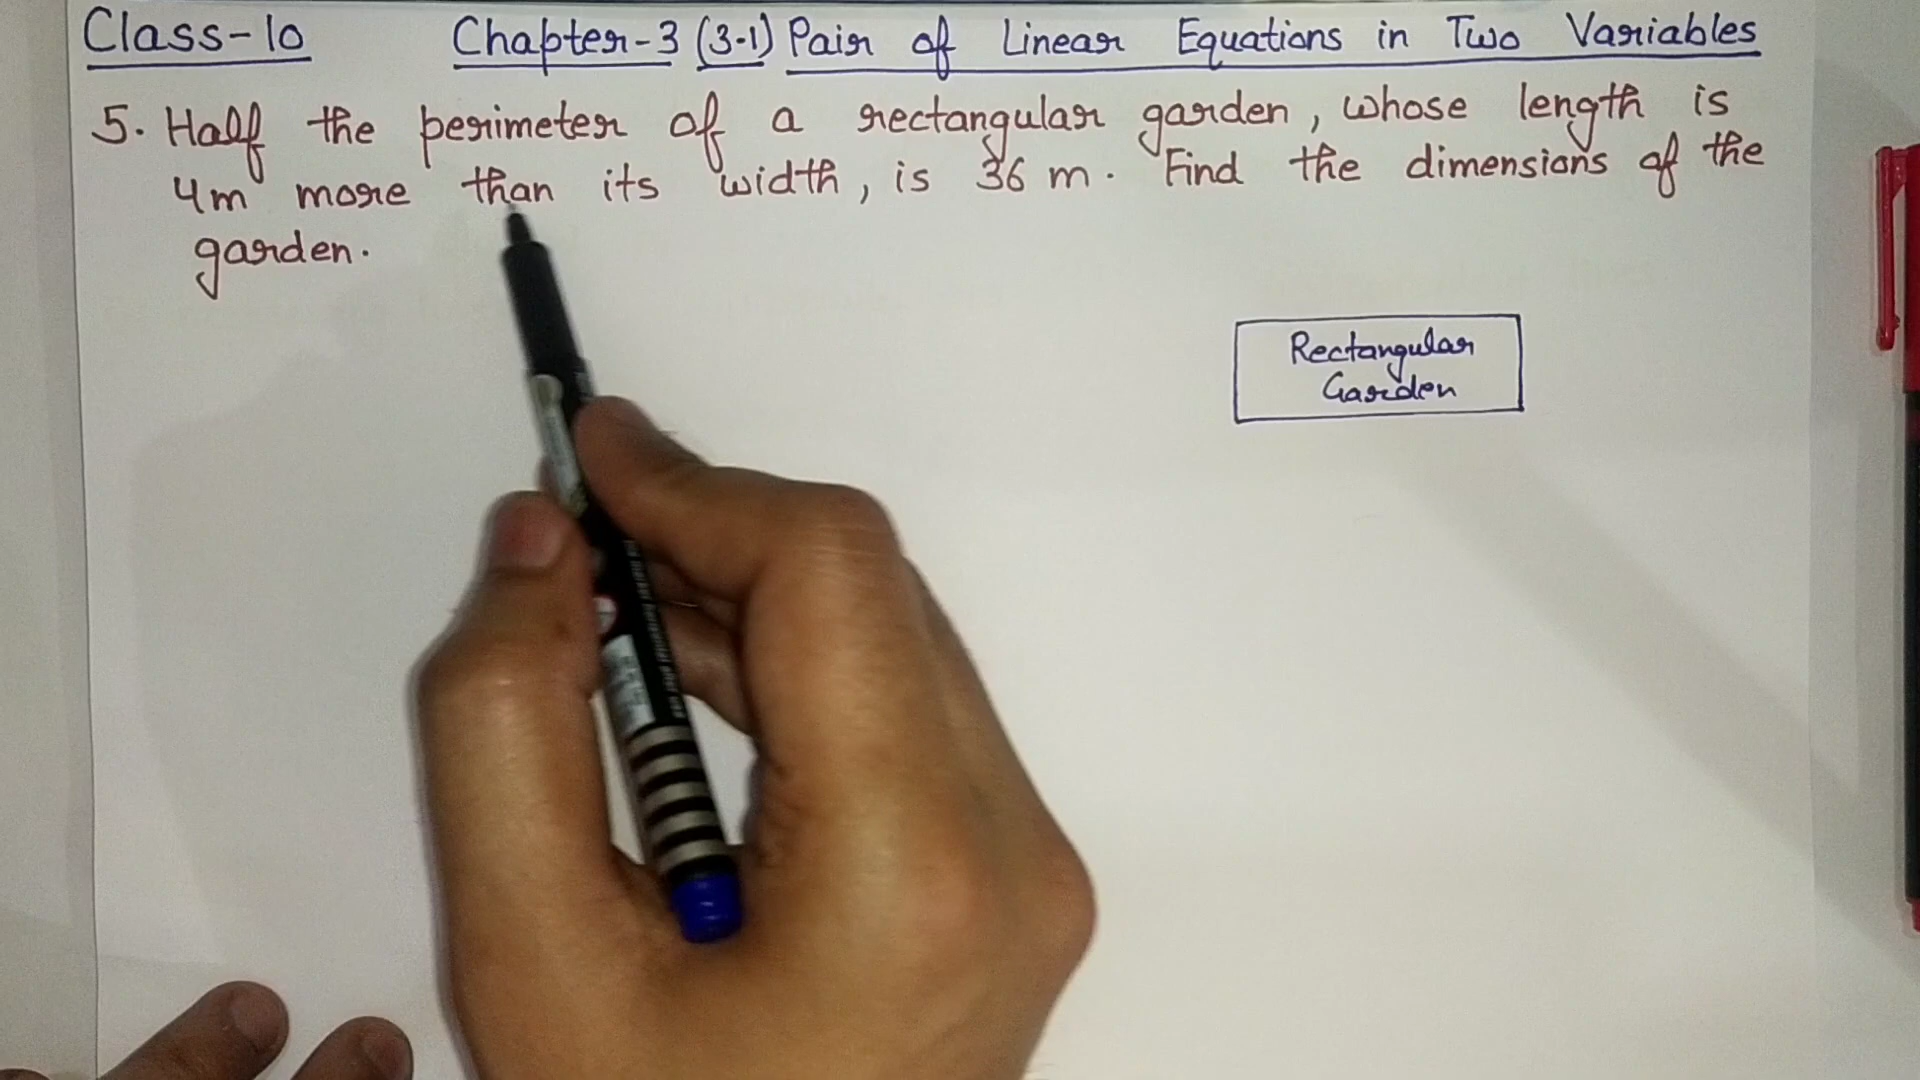 Class-10 Chapter-3 (3.1) Pair of Linear Equations in Two Variables
5. Half the perimeter of a rectangular garden, whose length is
4m more than its width, is 36 m. Find the dimensions of the
garden.
Rectangular
Garden